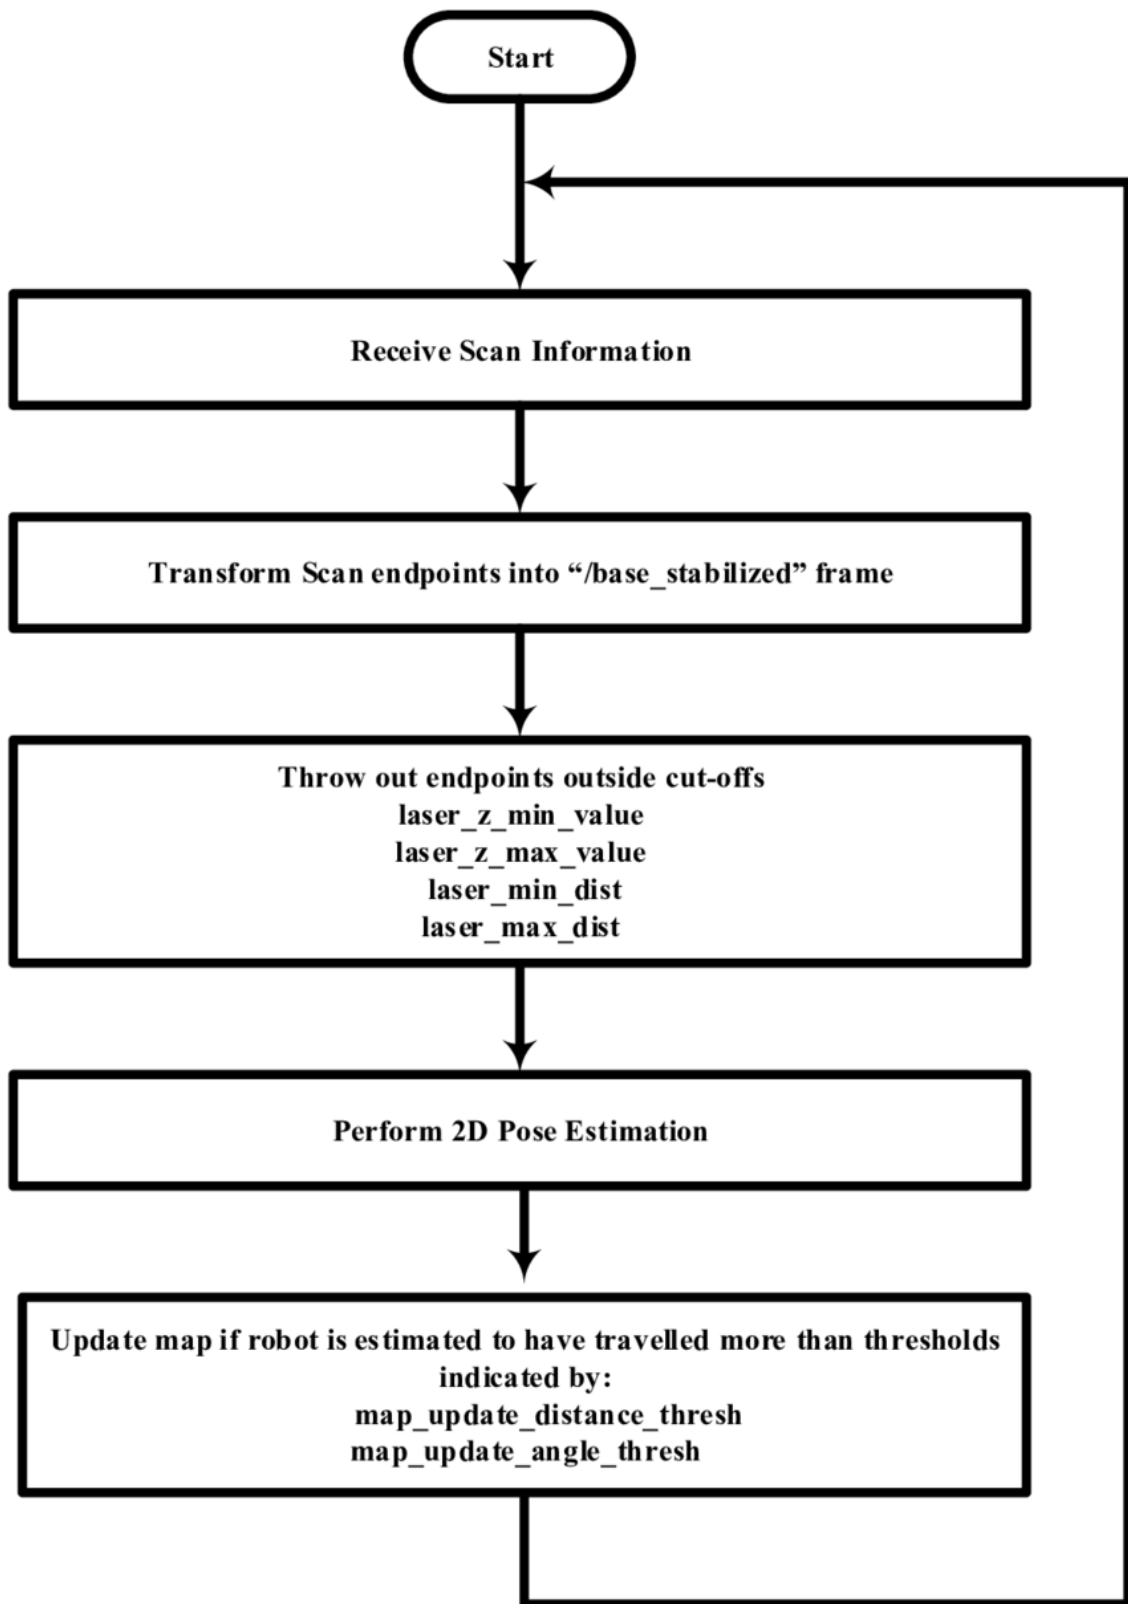 Start
Receive Scan Information
Transform Scan endpoints into “/base_stabilized” frame
Throw out endpoints outside cut-offs
laser_z_min_value
laser_z_max_value
laser_min_dist
laser_max_dist
Perform 2D Pose Estimation
Update map if robot is estimated to have travelled more than thresholds
indicated by:
map_update_distance_thresh
map_update_angle_thresh